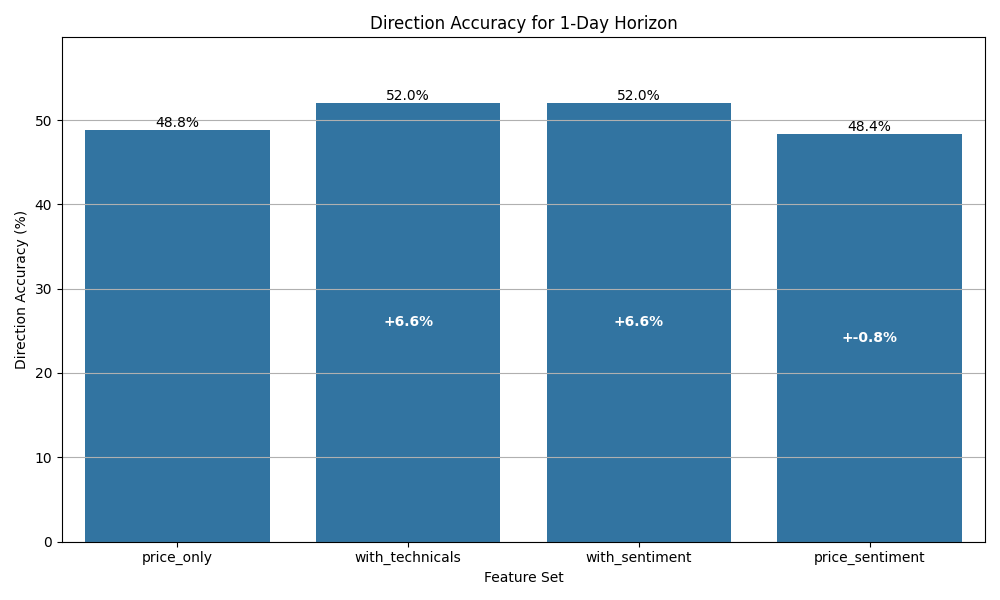 Direction Accuracy for 1-Day Horizon
Direction Accuracy (%)
50
40
30
20
10
0
48.8%
52.0%
52.0%
48.4%
+6.6%
+6.6%
+-0.8%
price_only
with_technicals
with_sentiment
price_sentiment
Feature Set